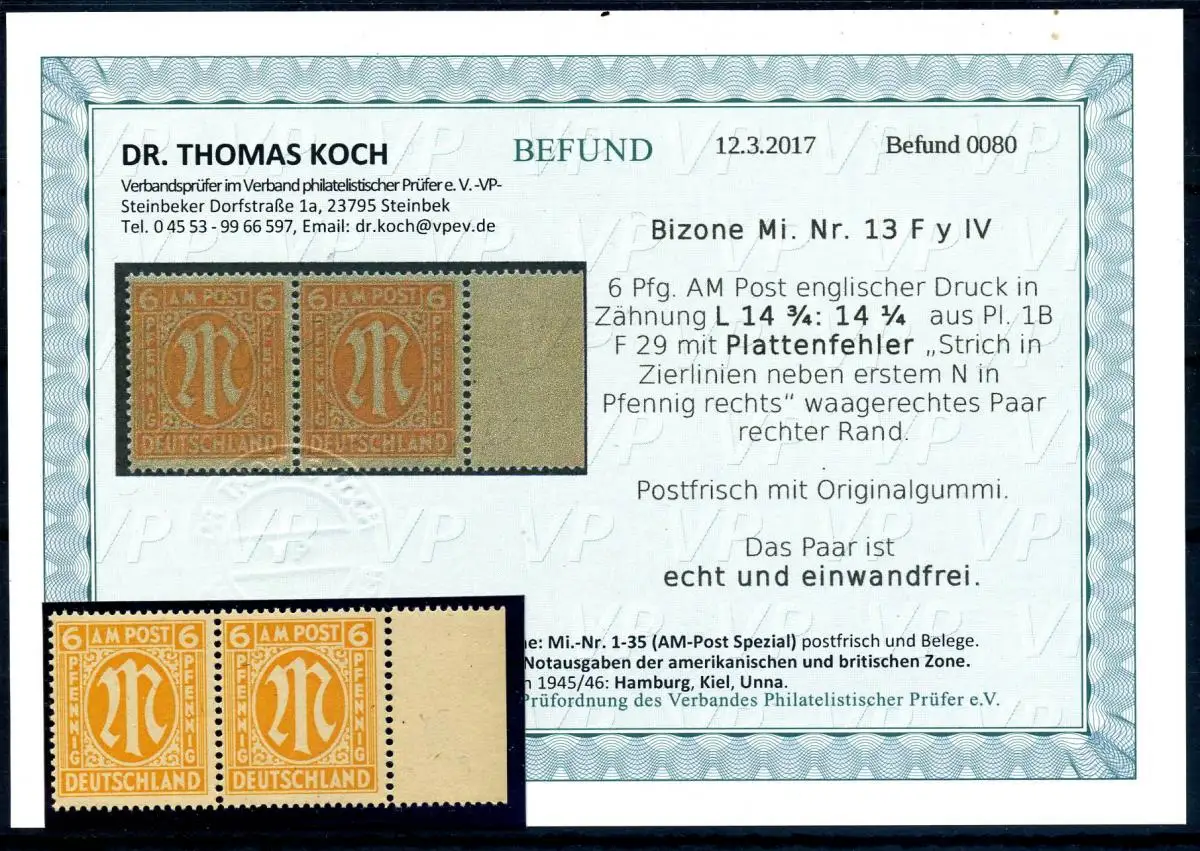 DR. THOMAS KOCH
Verbandsprüfer im Verband philatelistischer Prüfer e. V. -VP-
Steinbeker Dorfstraße 1a, 23795 Steinbek
Tel. 0 45 53 - 99 66 597, Email: dr.koch@vpev.de
BEFUND
12.3.2017
Befund 0080
Bizone Mi. Nr. 13 F y IV
6 Pfg. AM Post englischer Druck in
Zähnung L 14 ¾: 14 ¼ aus Pl. 1B
F 29 mit Plattenfehler „Strich in
Zierlinien neben erstem N in
Pfennig rechts“ waagerechtes Paar
rechter Rand.
Postfrisch mit Originalgummi.
Das Paar ist
echt und einwandfrei.
6 AM POST 6 6 AM POST 6
PFENNIG PFENNIG PFENNIG PFENNIG
M M
DEUTSCHLAND DEUTSCHLAND
Mi.-Nr. 1-35 (AM-Post Spezial) postfrisch und Belege.
Notausgaben der amerikanischen und britischen Zone.
1945/46: Hamburg, Kiel, Unna.
Prüfordnung des Verbandes Philatelistischer Prüfer e.V.
6 AM POST 6 6 AM POST 6
PFENNIG PFENNIG PFENNIG PFENNIG
M M
DEUTSCHLAND DEUTSCHLAND